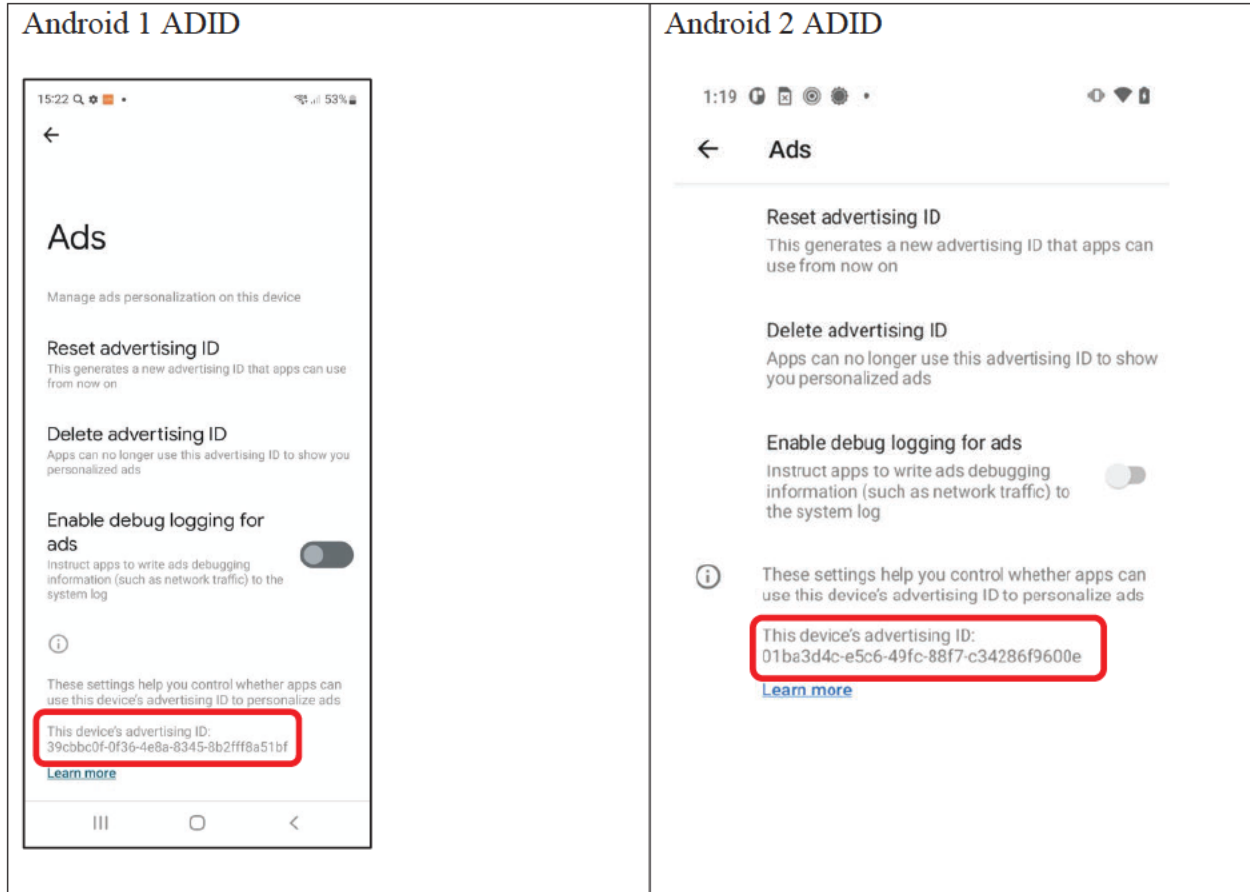 Android 1 ADID
15:22
53%
Ads
Manage ads personalization on this device
Reset advertising ID
This generates a new advertising ID that apps can use
from now on
Delete advertising ID
Apps can no longer use this advertising ID to show you
personalized ads
Enable debug logging for
ads
Instruct apps to write ads debugging
information (such as network traffic) to the
system log
These settings help you control whether apps can
use this device's advertising ID to personalize ads
This device's advertising ID:
39cbbc0f-0f36-4e8a-8345-8b2fff8a51bf
Learn more
Android 2 ADID
1:19
Ads
Reset advertising ID
This generates a new advertising ID that apps can
use from now on
Delete advertising ID
Apps can no longer use this advertising ID to show
you personalized ads
Enable debug logging for ads
Instruct apps to write ads debugging
information (such as network traffic) to
the system log
These settings help you control whether apps can
use this device's advertising ID to personalize ads
This device's advertising ID:
01ba3d4c-e5c6-49fc-88f7-c34286f9600e
Learn more